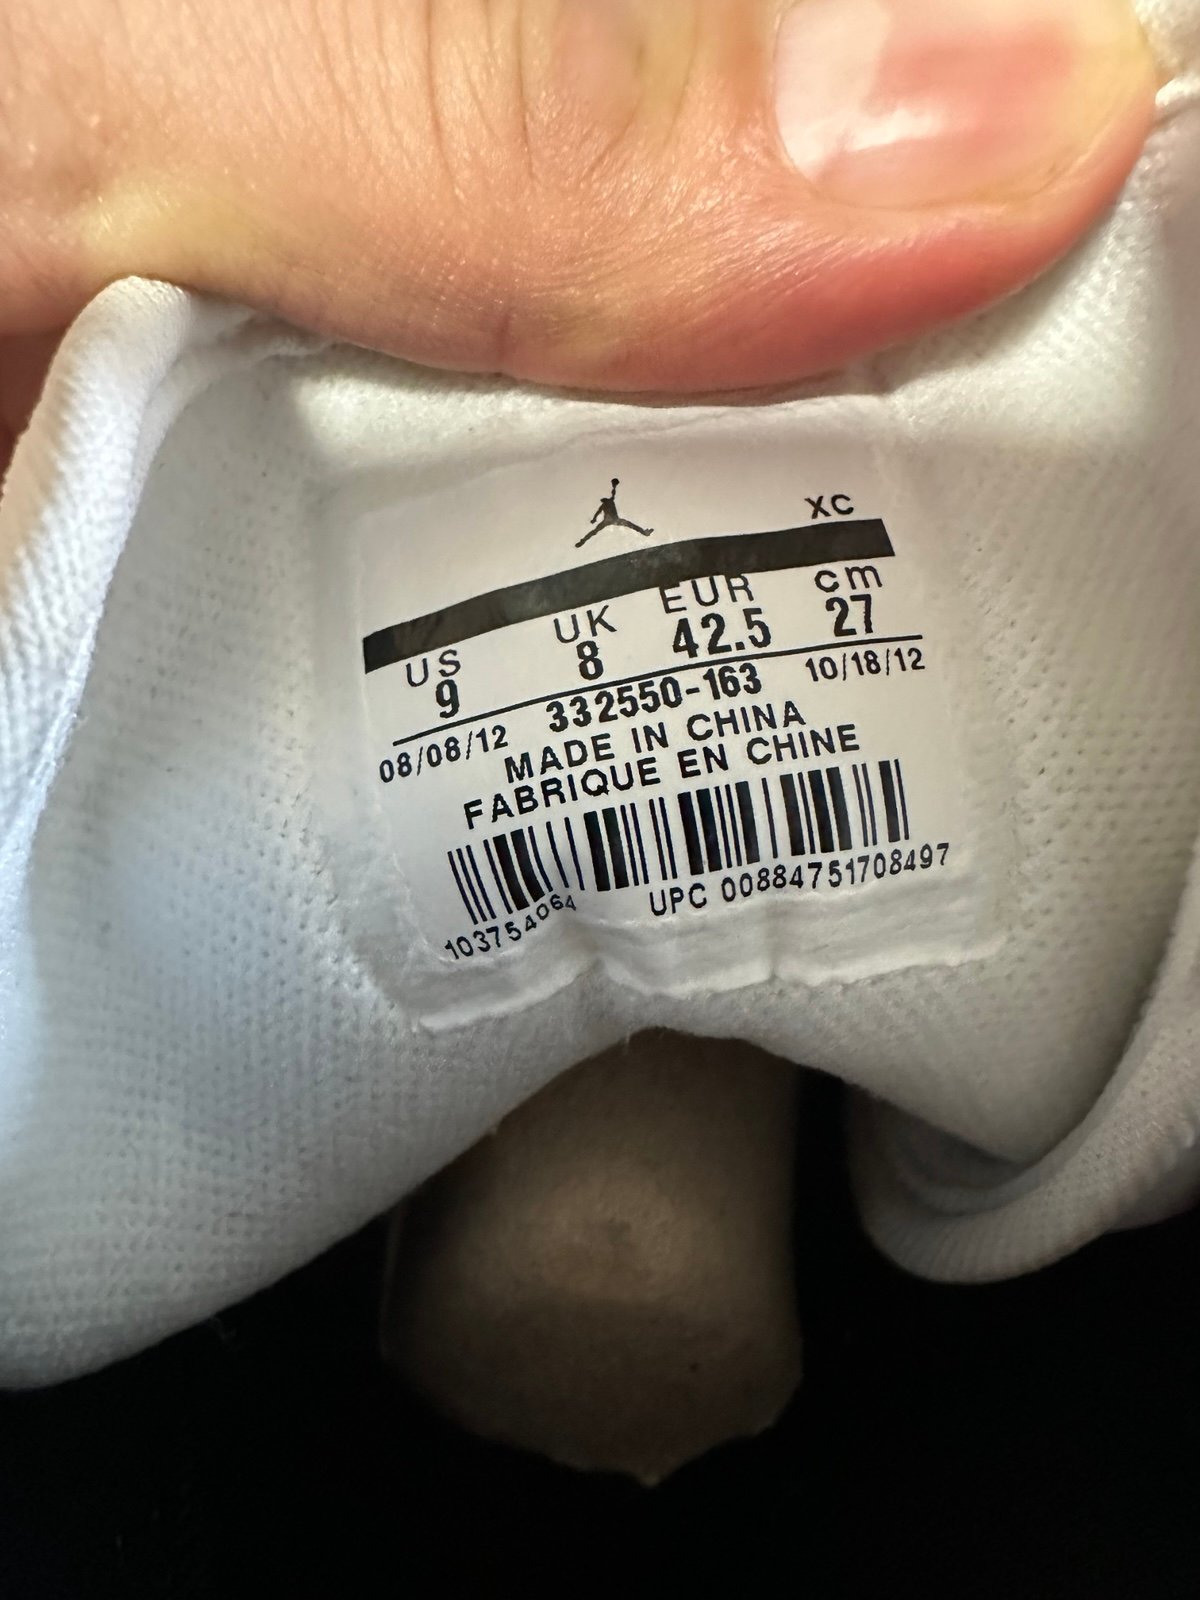 XC
US UK EUR cm
9 8 42.5 27
08/08/12 332550-163 10/18/12
MADE IN CHINA
FABRIQUE EN CHINE
103754064 UPC 00884751708497